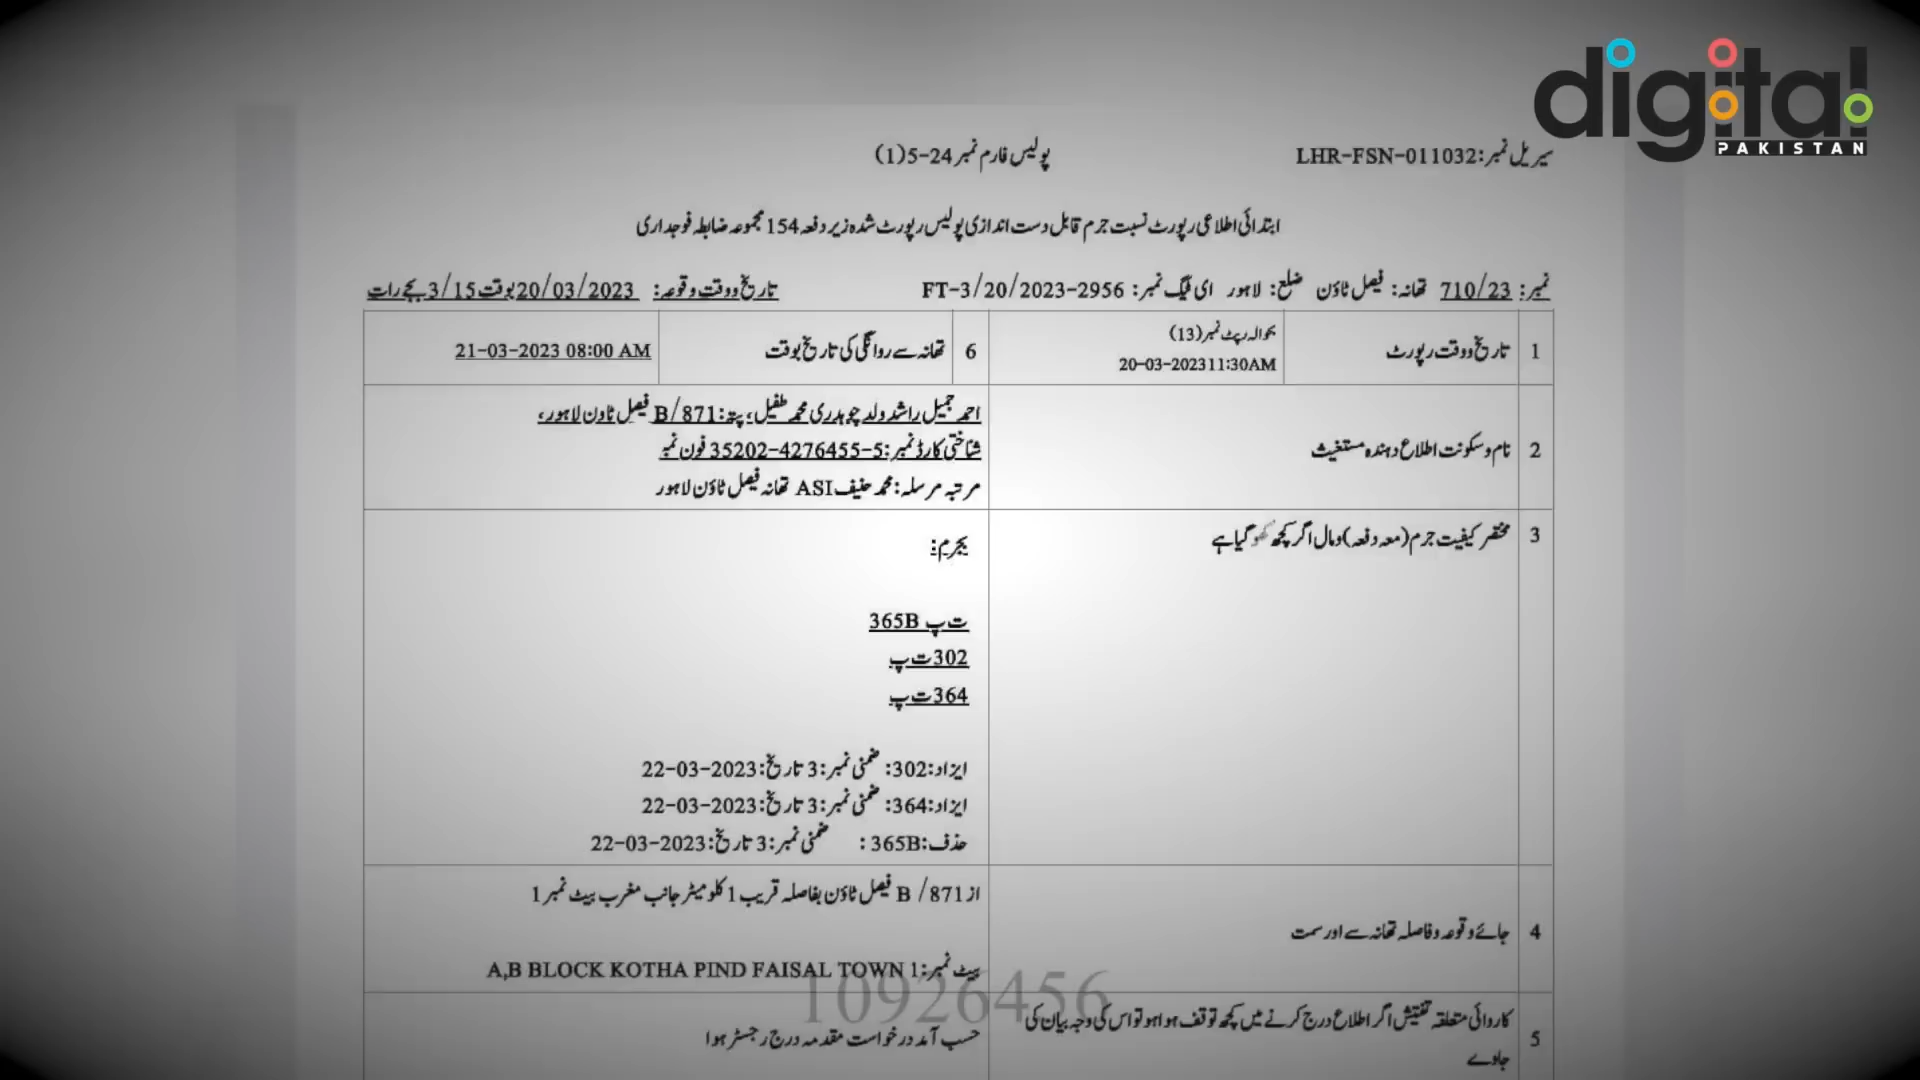 digital
PAKISTAN
سیریل نمبر: LHR-FSN-011032
پولیس فارم نمبر 24-5(1)
ابتدائی اطلاعی رپورٹ نسبت جرم قابل دست اندازی پولیس رپورٹ شدہ زیر دفعہ 154 مجموعہ ضابطہ فوجداری
نمبر: 710/23 تھانہ: فیصل ٹاؤن ضلع: لاہور ای ٹیگ نمبر: FT-3/20/2023-2956 تاریخ ووقت وقوعہ: 20/03/2023 بوقت 3/15 بجے رات
1 تاریخ ووقت رپورٹ
بحوالہ رپٹ نمبر (13)
20-03-2023 11:30AM
6 تھانہ سے روانگی کی تاریخ بوقت 21-03-2023 08:00 AM
2 نام وسکونت اطلاع دہندہ مستغیث
احمد جمیل راشد ولد چوہدری محمد طفیل، پتہ: 871/B فیصل ٹاون لاہور،
شناختی کارڈ نمبر: 35202-4276455-5 فون نمبر
مرتبہ مرسلہ: محمد حنیف ASI تھانہ فیصل ٹاؤن لاہور
3 مختصر کیفیت جرم (معہ دفعہ) ومال اگر کچھ کھو گیا ہے
بجرم:
365B ت پ
302 ت پ
364 ت پ
ایزاد: 302: ضمنی نمبر: 3 تاریخ: 22-03-2023
ایزاد: 364: ضمنی نمبر: 3 تاریخ: 22-03-2023
حذف: 365B : ضمنی نمبر: 3 تاریخ: 22-03-2023
4 جائے وقوعہ وفاصلہ تھانہ سے اور سمت
از 871/ B فیصل ٹاؤن بفاصلہ قریب 1 کلومیٹر جانب مغرب بیٹ نمبر 1
بیٹ نمبر: 1 A,B BLOCK KOTHA PIND FAISAL TOWN
10926456
5 کاروائی متعلقہ تفتیش اگر اطلاع درج کرنے میں کچھ توقف ہوا ہو تو اس کی وجہ بیان کی
جاوے
حسب آمد درخواست مقدمہ درج رجسٹر ہوا